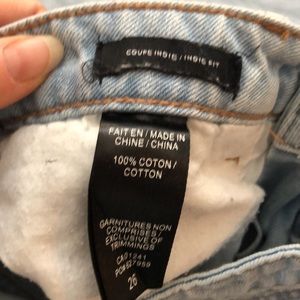 COUPE INDIE / INDIE FIT
FAIT EN / MADE IN
CHINE / CHINA
100% COTON /
COTTON
GARNITURES NON
COMPRISES /
EXCLUSIVE OF
TRIMMINGS
CA01241
26